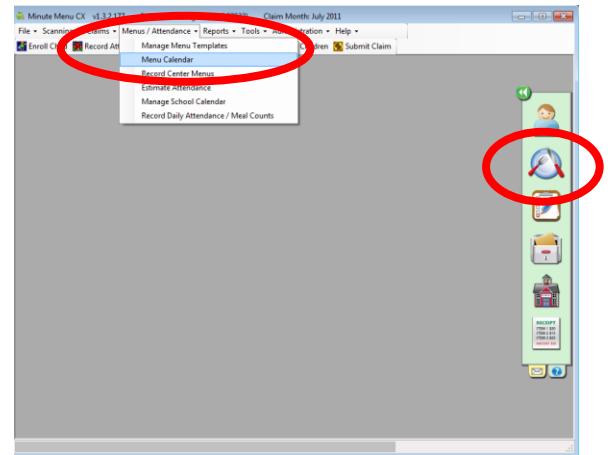 Minute Menu CX v1.3.2.177 Claim Month: July 2011
File Scanning Claims Menus / Attendance Reports Tools Administration Help
Enroll Child Record Att Children Submit Claim
Manage Menu Templates
Menu Calendar
Record Center Menus
Estimate Attendance
Manage School Calendar
Record Daily Attendance / Meal Counts
RECEIPT